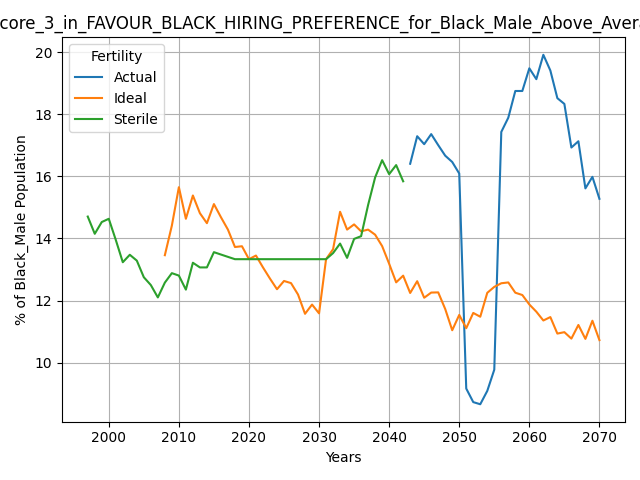 core_3_in_FAVOUR_BLACK_HIRING_PREFERENCE_for_Black_Male_Above_Avera
Fertility
Actual
Ideal
Sterile
% of Black_Male Population
20
18
16
14
12
10
2000 2010 2020 2030 2040 2050 2060 2070
Years